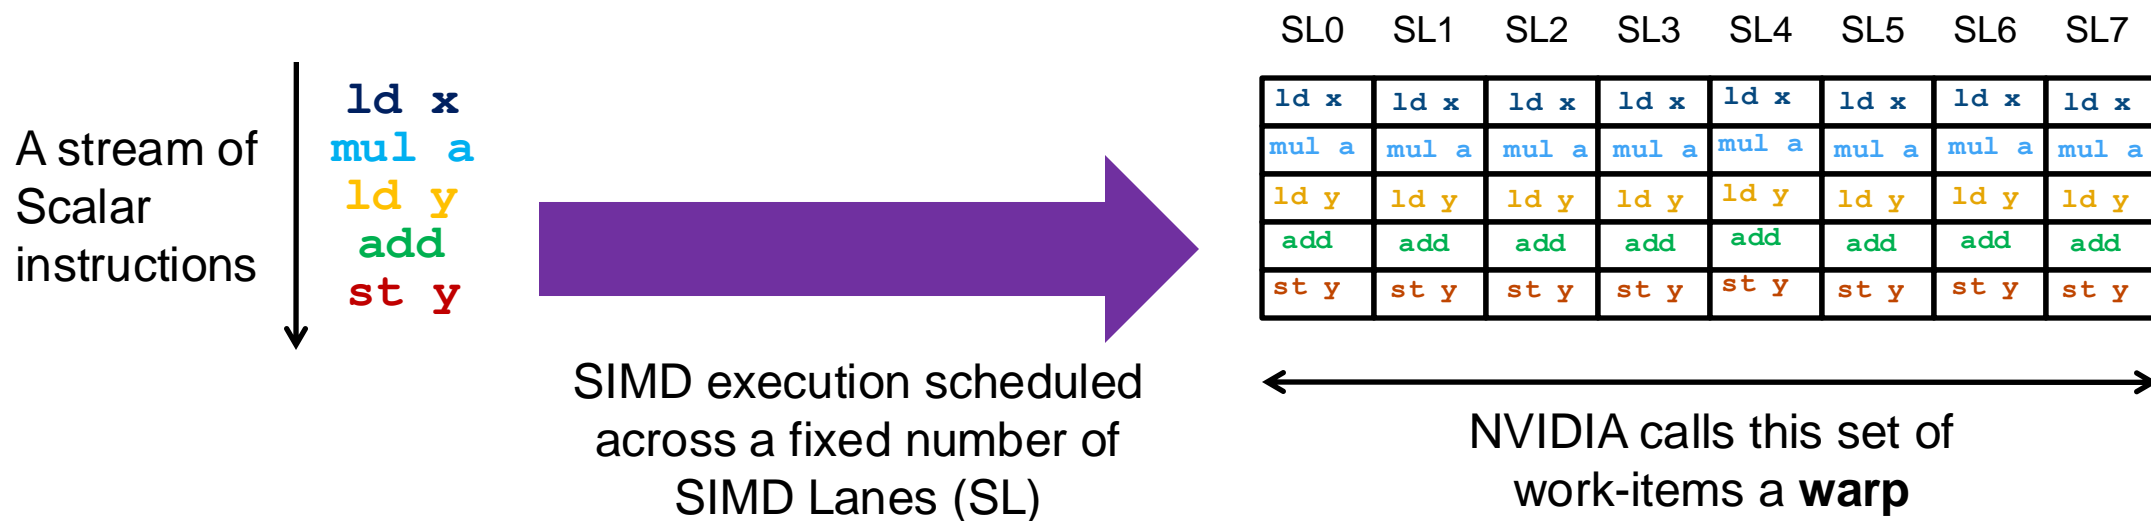 A stream of
Scalar
instructions
ld x
mul a
ld y
add
st y
SIMD execution scheduled
across a fixed number of
SIMD Lanes (SL)
SL0 SL1 SL2 SL3 SL4 SL5 SL6 SL7
ld x ld x ld x ld x ld x ld x ld x ld x
mul a mul a mul a mul a mul a mul a mul a mul a
ld y ld y ld y ld y ld y ld y ld y ld y
add add add add add add add add
st y st y st y st y st y st y st y st y
NVIDIA calls this set of
work-items a warp